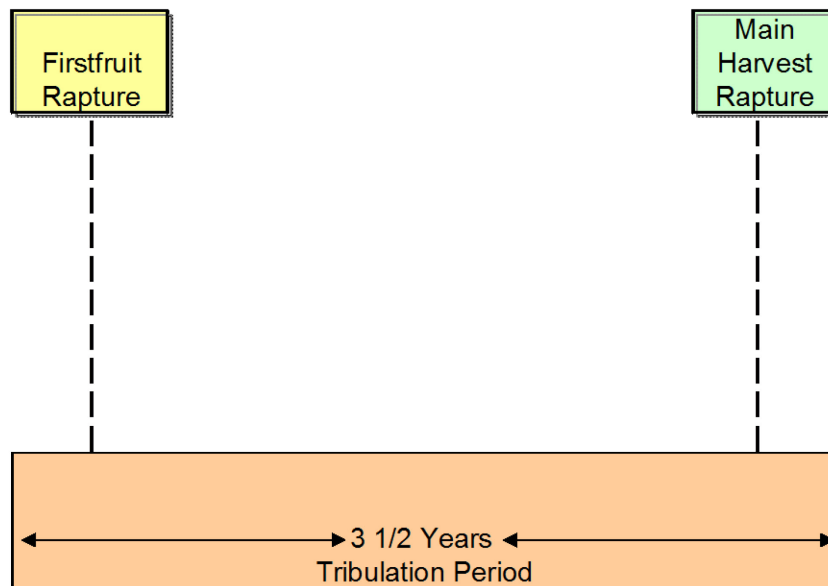 Firstfruit
Rapture
Main
Harvest
Rapture
3 1/2 Years
Tribulation Period